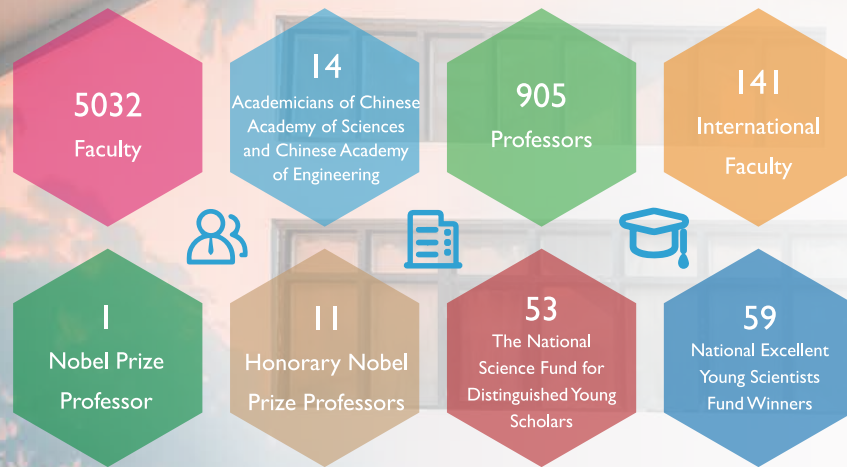 5032
Faculty
14
Academicians of Chinese
Academy of Sciences
and Chinese Academy
of Engineering
905
Professors
141
International
Faculty
1
Nobel Prize
Professor
11
Honorary Nobel
Prize Professors
53
The National
Science Fund for
Distinguished Young
Scholars
59
National Excellent
Young Scientists
Fund Winners